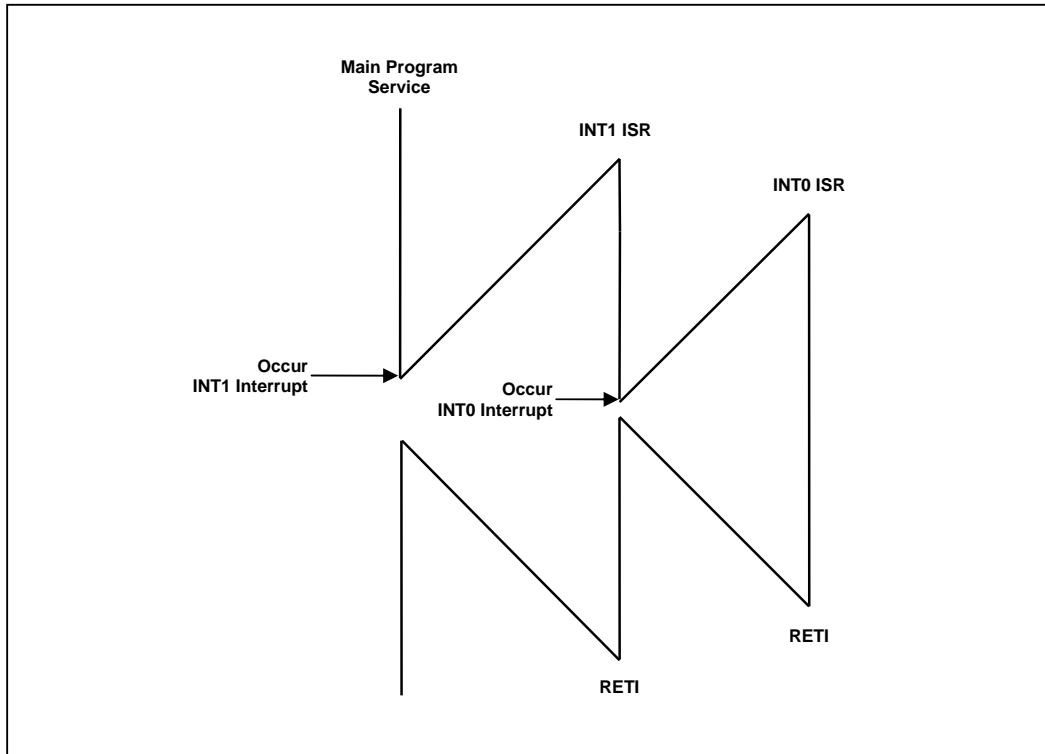 Main Program
Service
INT1 ISR
INT0 ISR
Occur
INT1 Interrupt
Occur
INT0 Interrupt
RETI
RETI